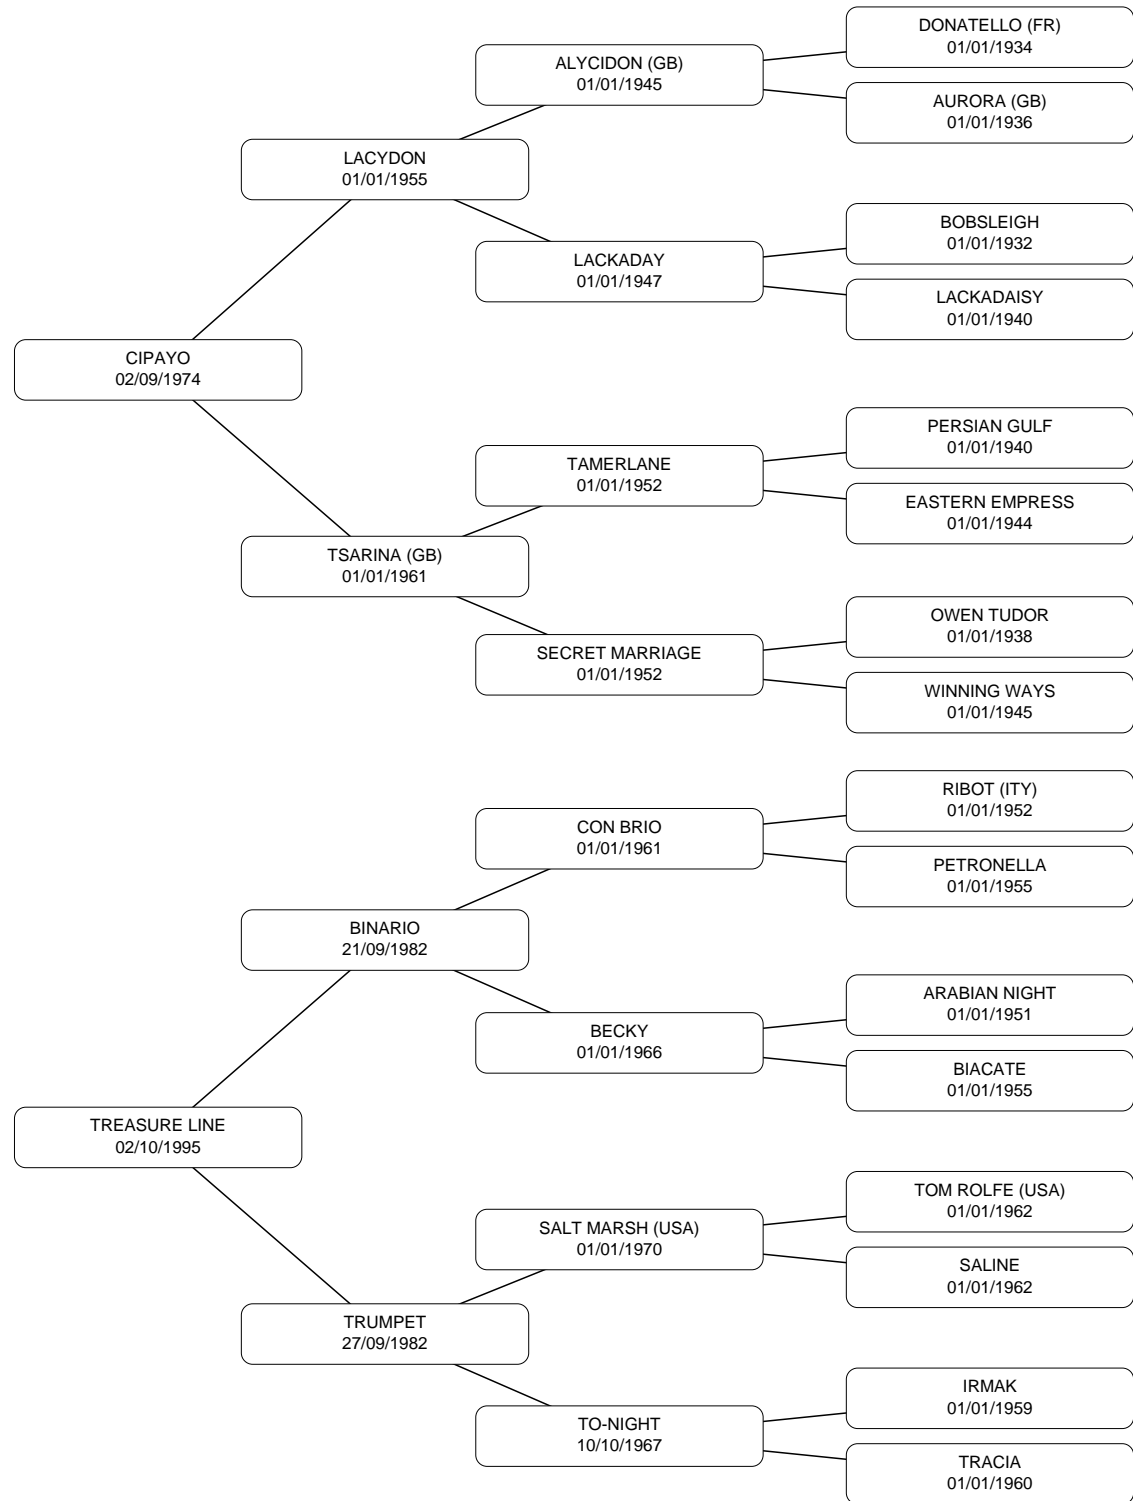 DONATELLO (FR)
01/01/1934
ALYCIDON (GB)
01/01/1945
AURORA (GB)
01/01/1936
LACYDON
01/01/1955
BOBSLEIGH
01/01/1932
LACKADAY
01/01/1947
LACKADAISY
01/01/1940
CIPAYO
02/09/1974
PERSIAN GULF
01/01/1940
TAMERLANE
01/01/1952
EASTERN EMPRESS
01/01/1944
TSARINA (GB)
01/01/1961
OWEN TUDOR
01/01/1938
SECRET MARRIAGE
01/01/1952
WINNING WAYS
01/01/1945
RIBOT (ITY)
01/01/1952
CON BRIO
01/01/1961
PETRONELLA
01/01/1955
BINARIO
21/09/1982
ARABIAN NIGHT
01/01/1951
BECKY
01/01/1966
BIACATE
01/01/1955
TREASURE LINE
02/10/1995
TOM ROLFE (USA)
01/01/1962
SALT MARSH (USA)
01/01/1970
SALINE
01/01/1962
TRUMPET
27/09/1982
IRMAK
01/01/1959
TO-NIGHT
10/10/1967
TRACIA
01/01/1960